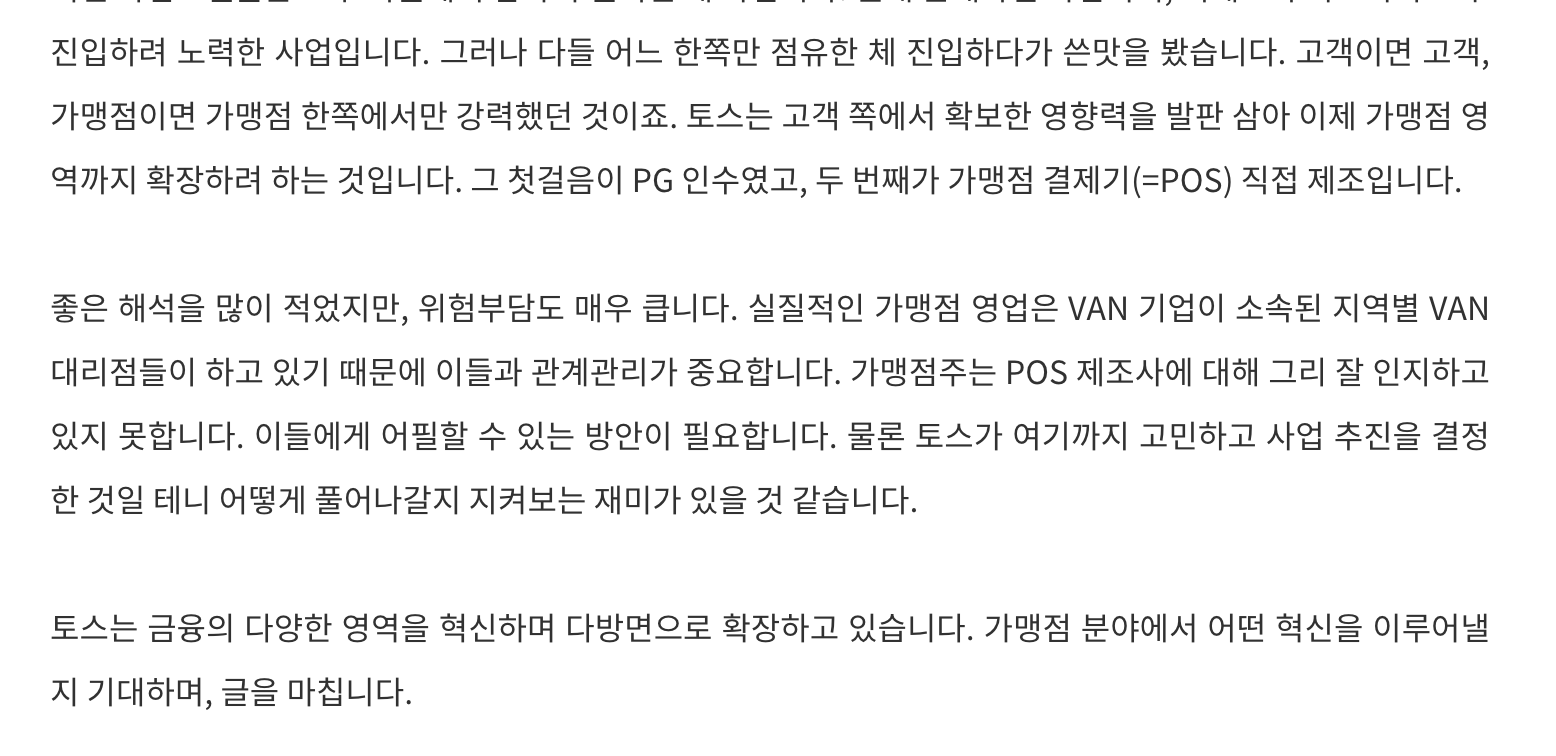 진입하려 노력한 사업입니다. 그러나 다들 어느 한쪽만 점유한 체 진입하다가 쓴맛을 봤습니다. 고객이면 고객,
가맹점이면 가맹점 한쪽에서만 강력했던 것이죠. 토스는 고객 쪽에서 확보한 영향력을 발판 삼아 이제 가맹점 영
역까지 확장하려 하는 것입니다. 그 첫걸음이 PG 인수였고, 두 번째가 가맹점 결제기(=POS) 직접 제조입니다.
좋은 해석을 많이 적었지만, 위험부담도 매우 큽니다. 실질적인 가맹점 영업은 VAN 기업이 소속된 지역별 VAN
대리점들이 하고 있기 때문에 이들과 관계관리가 중요합니다. 가맹점주는 POS 제조사에 대해 그리 잘 인지하고
있지 못합니다. 이들에게 어필할 수 있는 방안이 필요합니다. 물론 토스가 여기까지 고민하고 사업 추진을 결정
한 것일 테니 어떻게 풀어나갈지 지켜보는 재미가 있을 것 같습니다.
토스는 금융의 다양한 영역을 혁신하며 다방면으로 확장하고 있습니다. 가맹점 분야에서 어떤 혁신을 이루어낼
지 기대하며, 글을 마칩니다.